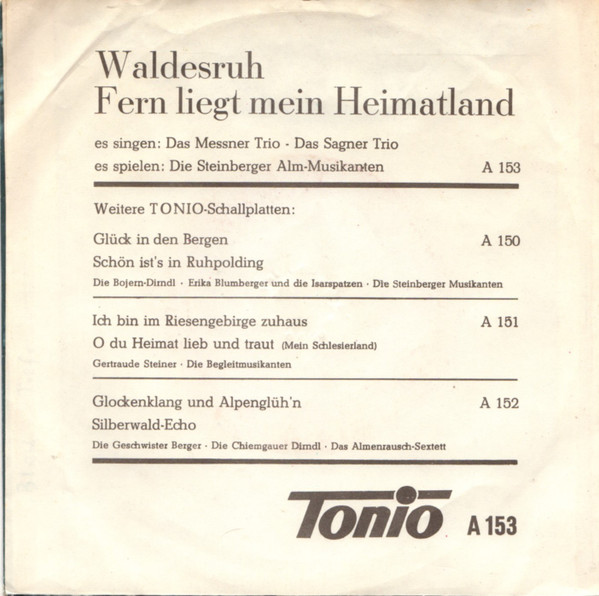 Waldesruh
Fern liegt mein Heimatland
es singen: Das Messner Trio · Das Sagner Trio
es spielen: Die Steinberger Alm-Musikanten A 153
Weitere TONIO-Schallplatten:
Glück in den Bergen A 150
Schön ist's in Ruhpolding
Die Bojern-Dirndl · Erika Blumberger und die Isarspatzen · Die Steinberger Musikanten
Ich bin im Riesengebirge zuhaus A 151
O du Heimat lieb und traut (Mein Schlesierland)
Gertraude Steiner · Die Begleitmusikanten
Glockenklang und Alpenglüh'n A 152
Silberwald-Echo
Die Geschwister Berger · Die Chiemgauer Dirndl · Das Almenrausch-Sextett
Tonio A 153